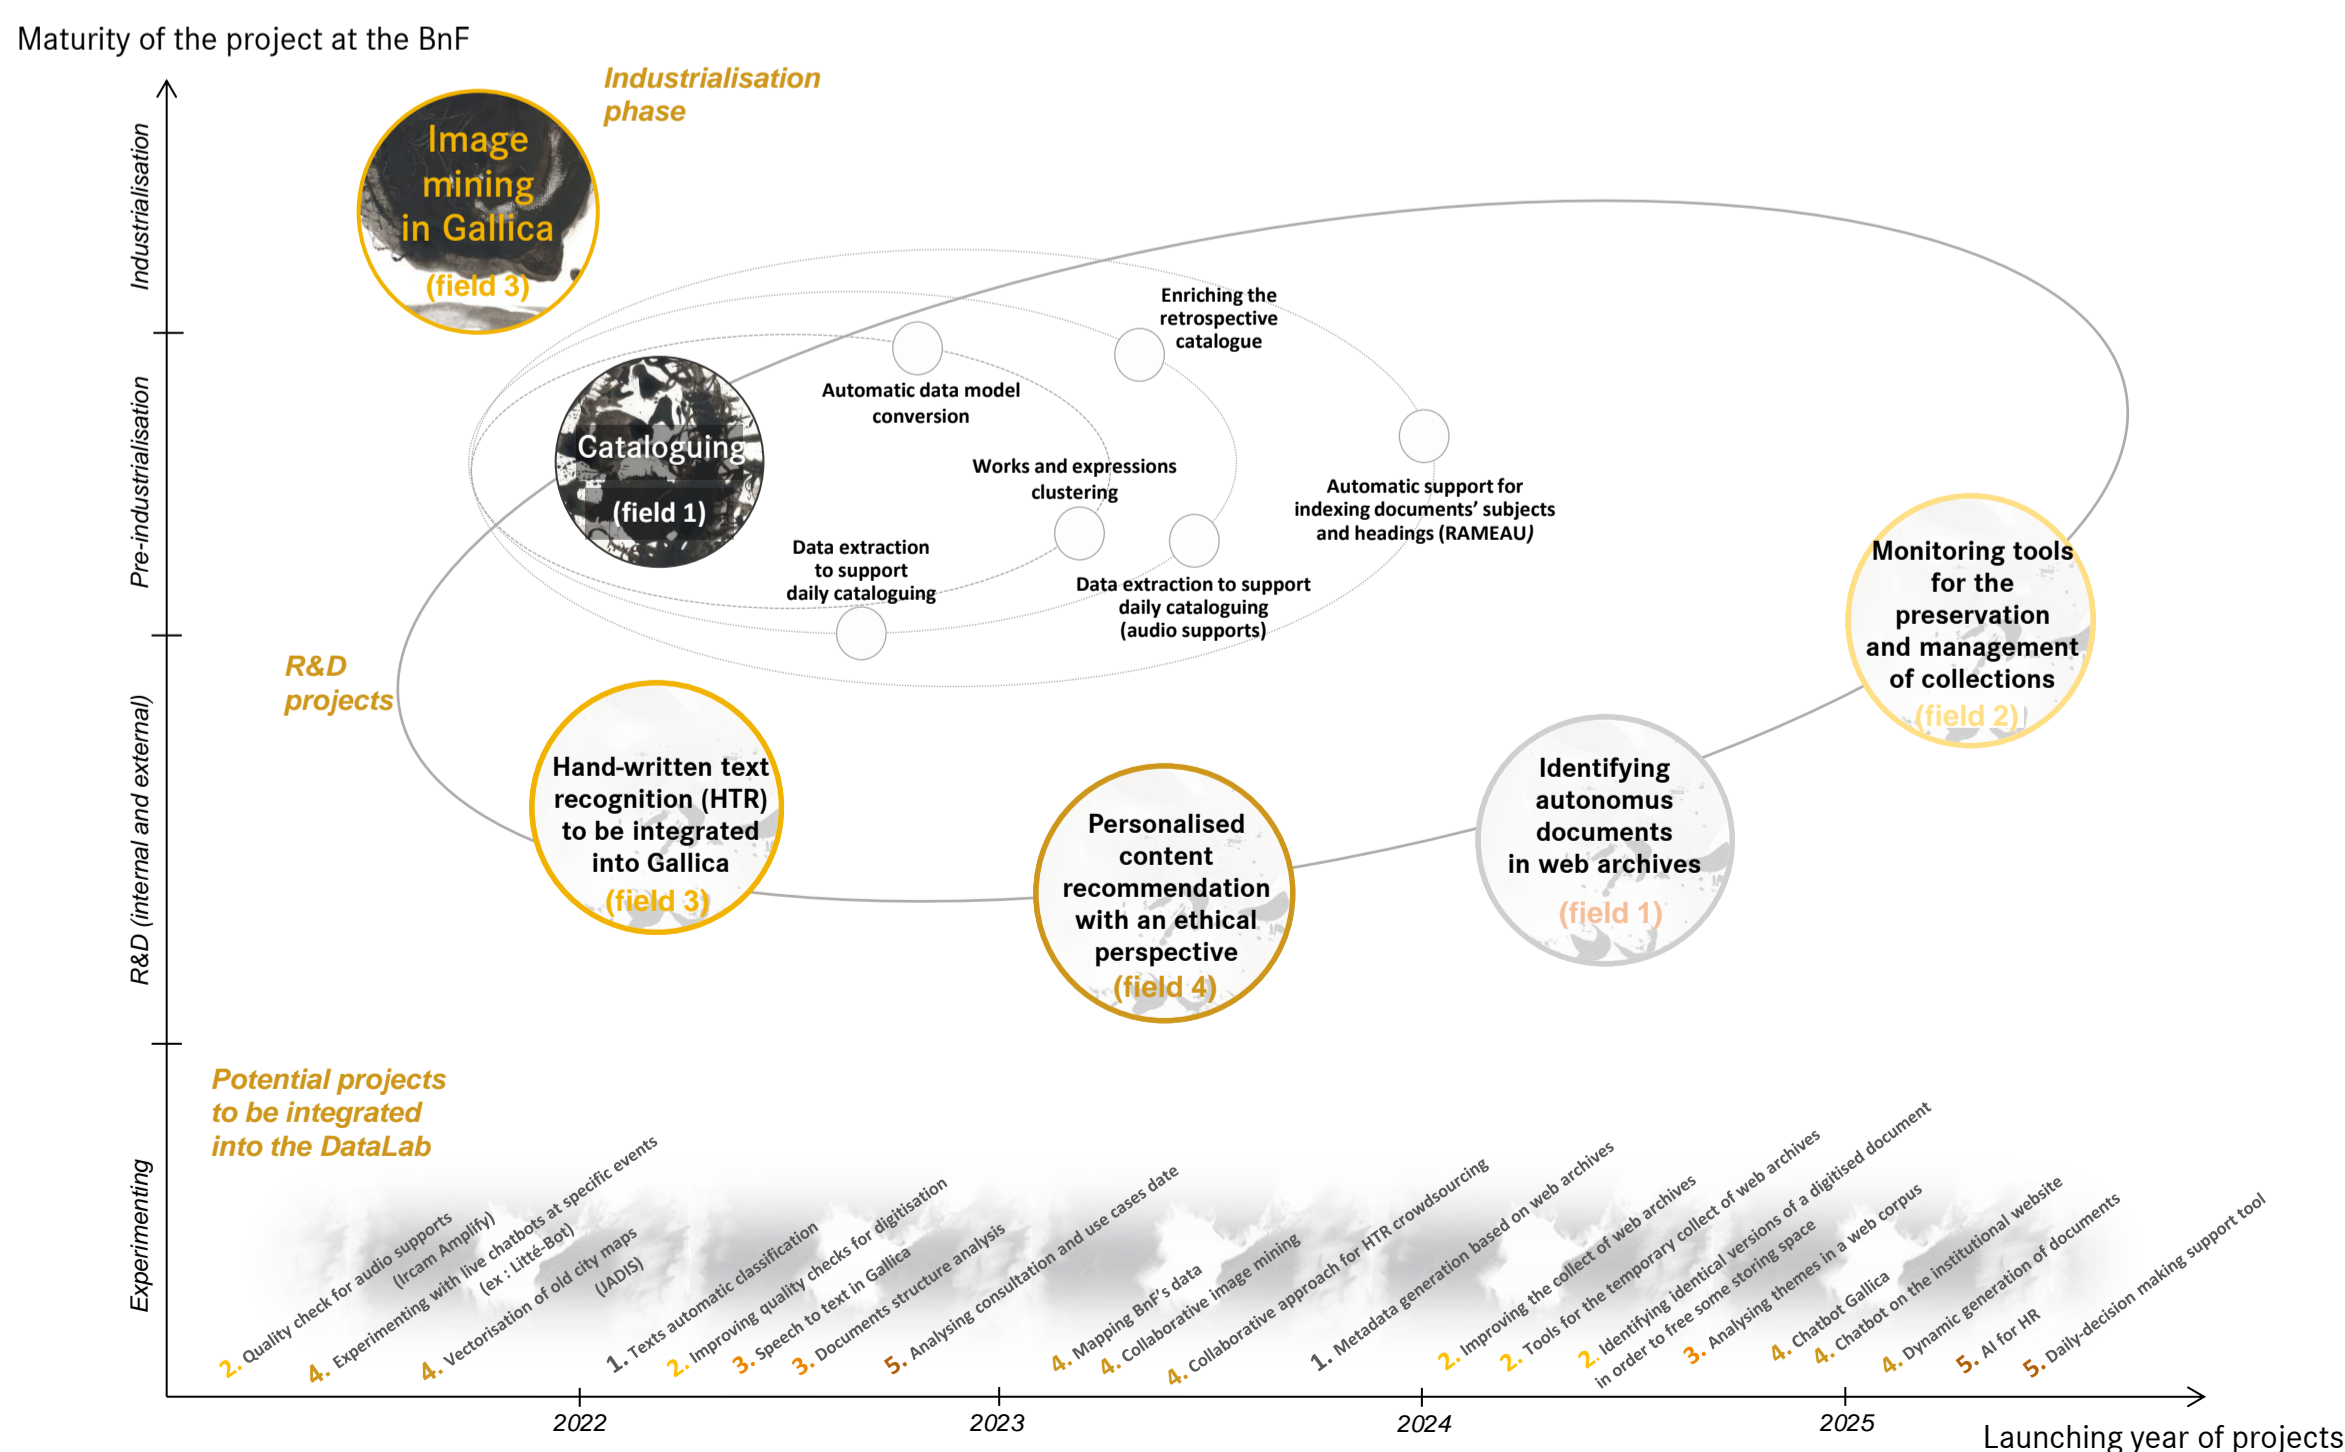 Maturity of the project at the BnF
Industrialisation
phase
Industrialisation
Image
mining
in Gallica
(field 3)
Pre-industrialisation
Cataloguing
(field 1)
Automatic data model
conversion
Enriching the
retrospective
catalogue
Works and expressions
clustering
Automatic support for
indexing documents’ subjects
and headings (RAMEAU)
Data extraction
to support
daily cataloguing
Data extraction to support
daily cataloguing
(audio supports)
Monitoring tools
for the
preservation
and management
of collections
(field 2)
R&D
projects
R&D (internal and external)
Hand-written text
recognition (HTR)
to be integrated
into Gallica
(field 3)
Personalised
content
recommendation
with an ethical
perspective
(field 4)
Identifying
autonomus
documents
in web archives
(field 1)
Potential projects
to be integrated
into the DataLab
Experimenting
2. Quality check for audio supports
(Ircam Amplify)
4. Experimenting with live chatbots at specific events
(ex : Litté-Bot)
4. Vectorisation of old city maps
(JADIS)
1. Texts automatic classification
2. Improving quality checks for digitisation
3. Speech to text in Gallica
3. Documents structure analysis
5. Analysing consultation and use cases date
4. Mapping BnF’s data
4. Collaborative image mining
4. Collaborative approach for HTR crowdsourcing
1. Metadata generation based on web archives
2. Improving the collect of web archives
2. Tools for the temporary collect of web archives
2. Identifying identical versions of a digitised document
in order to free some storing space
3. Analysing themes in a web corpus
4. Chatbot Gallica
4. Chatbot on the institutional website
4. Dynamic generation of documents
5. AI for HR
5. Daily-decision making support tool
2022
2023
2024
2025
Launching year of projects